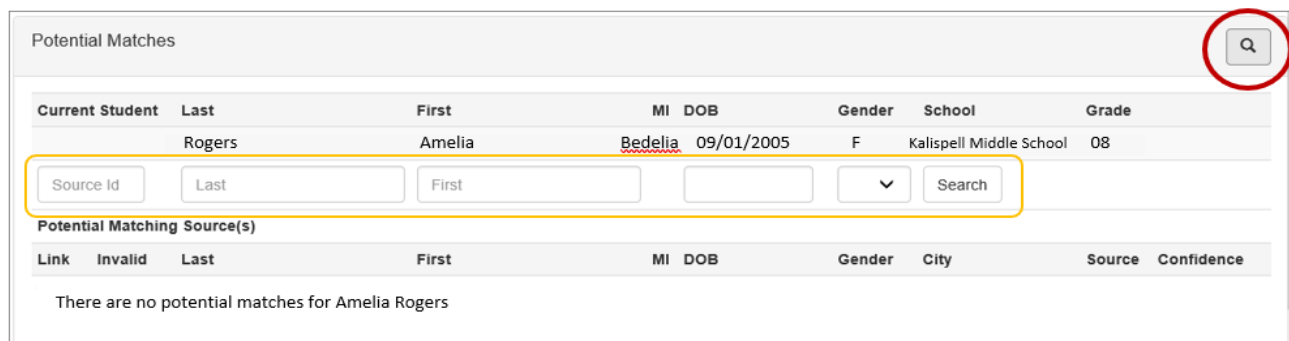 Potential Matches
Current Student Last First MI DOB Gender School Grade
Rogers Amelia Bedelia 09/01/2005 F Kalispell Middle School 08
Source Id Last First Search
Potential Matching Source(s)
Link Invalid Last First MI DOB Gender City Source Confidence
There are no potential matches for Amelia Rogers